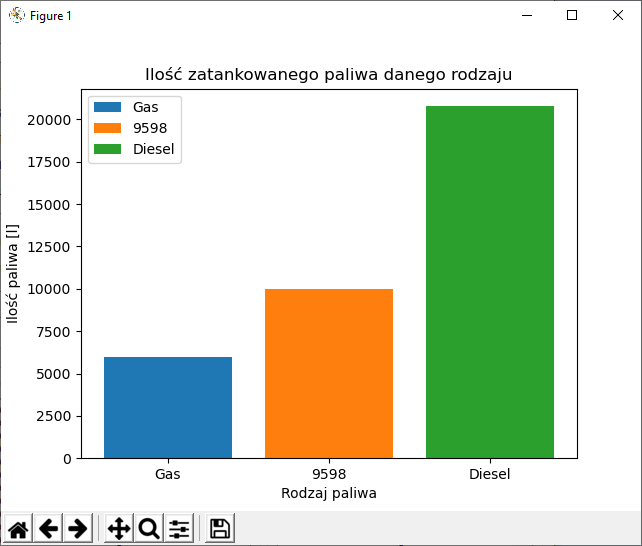 Figure 1
Ilość zatankowanego paliwa danego rodzaju
Gas
9598
Diesel
20000
17500
15000
12500
10000
7500
5000
2500
0
Ilość paliwa [l]
Gas
9598
Diesel
Rodzaj paliwa